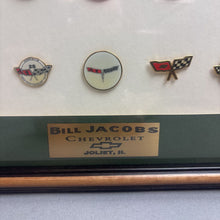 BILL JACOBS
CHEVROLET
JOLIET, IL